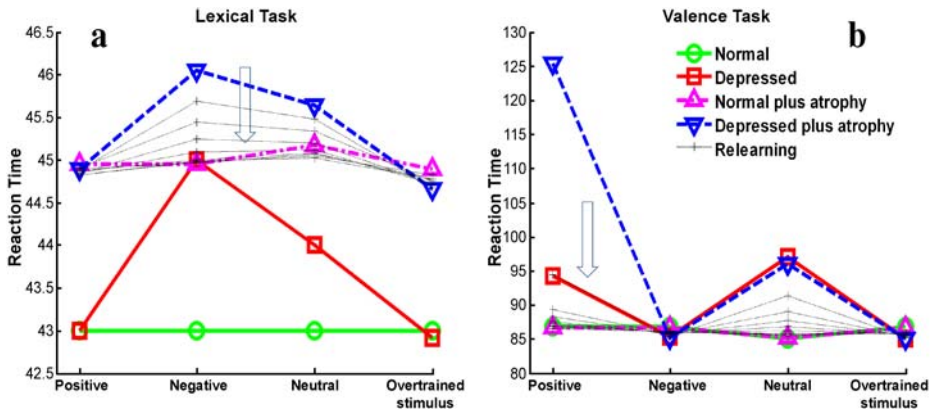 Lexical Task
a
Reaction Time
46.5
46
45.5
45
44.5
44
43.5
43
42.5
Positive
Negative
Neutral
Overtrained
stimulus
Valence Task
b
Reaction Time
130
125
120
115
110
105
100
95
90
85
80
Normal
Depressed
Normal plus atrophy
Depressed plus atrophy
Relearning
Positive
Negative
Neutral
Overtrained
stimulus